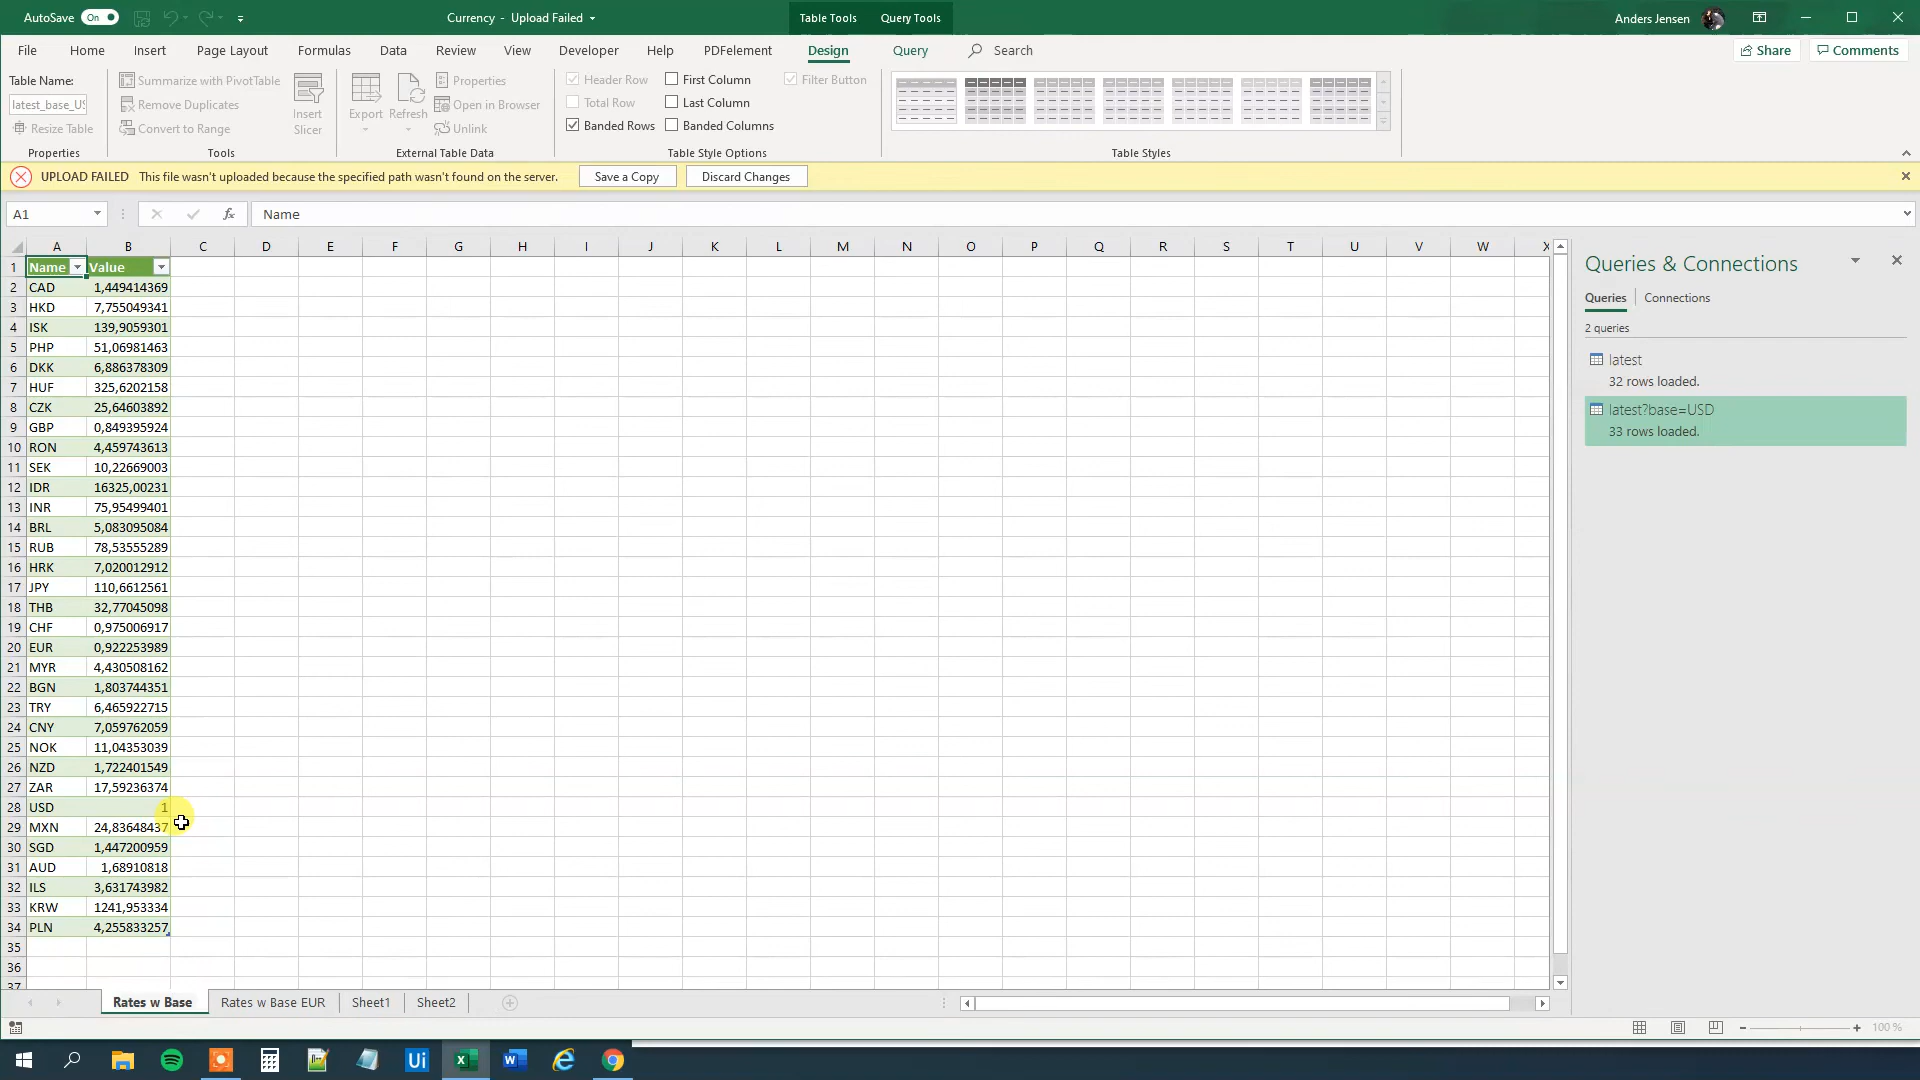 AutoSave On Currency - Upload Failed Table Tools Query Tools Anders Jensen
File Home Insert Page Layout Formulas Data Review View Developer Help PDFelement Design Query Search Share Comments
Table Name: Summarize with PivotTable Properties Header Row First Column Filter Button
latest_base_US Remove Duplicates Insert Slicer Export Refresh Open in Browser Total Row Last Column
Resize Table Convert to Range Unlink Banded Rows Banded Columns
Properties Tools External Table Data Table Style Options Table Styles
UPLOAD FAILED This file wasn't uploaded because the specified path wasn't found on the server. Save a Copy Discard Changes
A1 fx Name
A B C D E F G H I J K L M N O P Q R S T U V W X
1 Name Value
2 CAD 1,449414369
3 HKD 7,755049341
4 ISK 139,9059301
5 PHP 51,06981463
6 DKK 6,886378309
7 HUF 325,6202158
8 CZK 25,64603892
9 GBP 0,849395924
10 RON 4,459743613
11 SEK 10,22669003
12 IDR 16325,00231
13 INR 75,95499401
14 BRL 5,083095084
15 RUB 78,53555289
16 HRK 7,020012912
17 JPY 110,6612561
18 THB 32,77045098
19 CHF 0,975006917
20 EUR 0,922253989
21 MYR 4,430508162
22 BGN 1,803744351
23 TRY 6,465922715
24 CNY 7,059762059
25 NOK 11,04353039
26 NZD 1,722401549
27 ZAR 17,59236374
28 USD 1
29 MXN 24,83648437
30 SGD 1,447200959
31 AUD 1,68910818
32 ILS 3,631743982
33 KRW 1241,953334
34 PLN 4,255833257
35
36
37
Queries & Connections
Queries Connections
2 queries
latest
32 rows loaded.
latest?base=USD
33 rows loaded.
Rates w Base Rates w Base EUR Sheet1 Sheet2
100 %
Ui